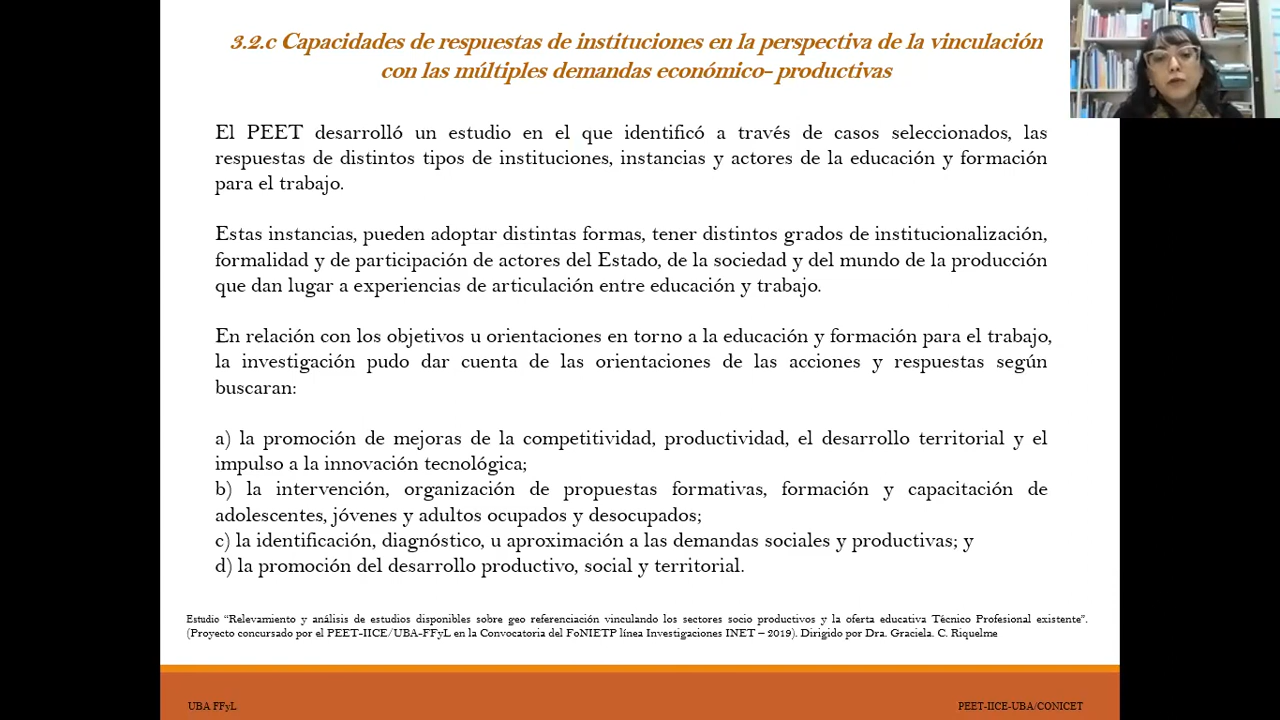 3.2.c Capacidades de respuestas de instituciones en la perspectiva de la vinculación
con las múltiples demandas económico- productivas
El PEET desarrolló un estudio en el que identificó a través de casos seleccionados, las
respuestas de distintos tipos de instituciones, instancias y actores de la educación y formación
para el trabajo.
Estas instancias, pueden adoptar distintas formas, tener distintos grados de institucionalización,
formalidad y de participación de actores del Estado, de la sociedad y del mundo de la producción
que dan lugar a experiencias de articulación entre educación y trabajo.
En relación con los objetivos u orientaciones en torno a la educación y formación para el trabajo,
la investigación pudo dar cuenta de las orientaciones de las acciones y respuestas según
buscaran:
a) la promoción de mejoras de la competitividad, productividad, el desarrollo territorial y el
impulso a la innovación tecnológica;
b) la intervención, organización de propuestas formativas, formación y capacitación de
adolescentes, jóvenes y adultos ocupados y desocupados;
c) la identificación, diagnóstico, u aproximación a las demandas sociales y productivas; y
d) la promoción del desarrollo productivo, social y territorial.
Estudio “Relevamiento y análisis de estudios disponibles sobre geo referenciación vinculando los sectores socio productivos y la oferta educativa Técnico Profesional existente”.
(Proyecto concursado por el PEET-IICE/UBA-FFyL en la Convocatoria del FoNIETP línea Investigaciones INET – 2019). Dirigido por Dra. Graciela. C. Riquelme
UBA FFyL
PEET-IICE-UBA/CONICET